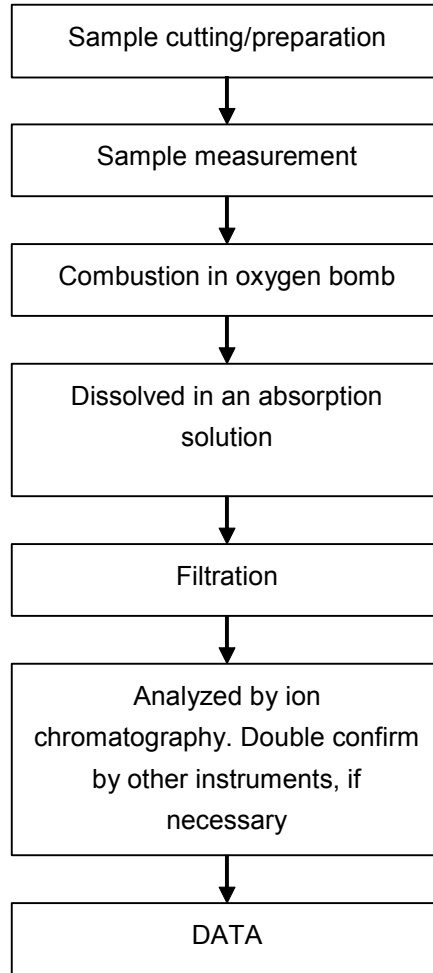 Sample cutting/preparation
Sample measurement
Combustion in oxygen bomb
Dissolved in an absorption
solution
Filtration
Analyzed by ion
chromatography. Double confirm
by other instruments, if
necessary
DATA